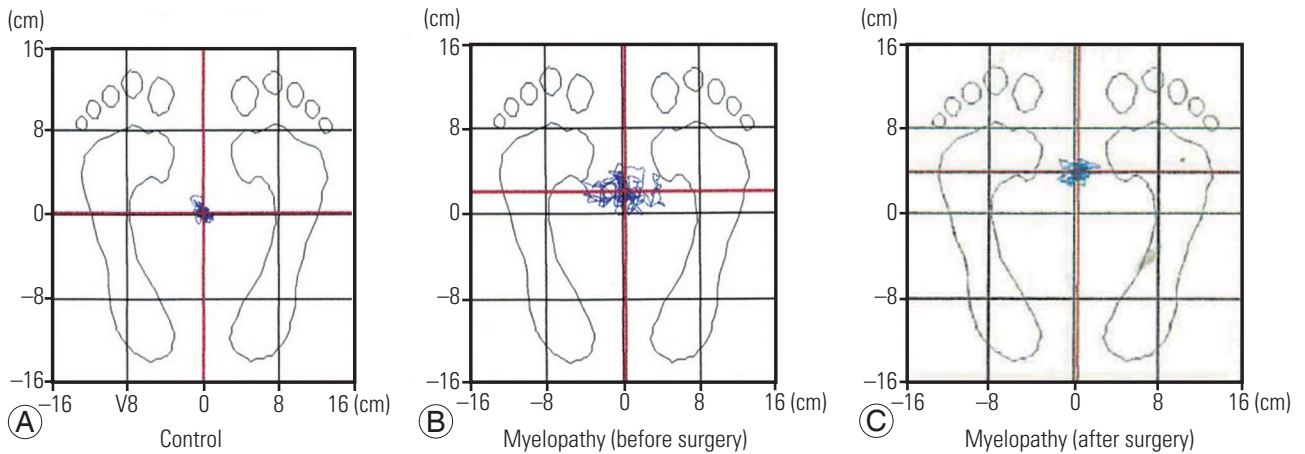 (cm)
16
8
0
−8
−16
−16 V8 0 8 16 (cm)
A
Control
(cm)
16
8
0
−8
−16
−16 −8 0 8 16 (cm)
B
Myelopathy (before surgery)
(cm)
16
8
0
−8
−16
−16 −8 0 8 16 (cm)
C
Myelopathy (after surgery)